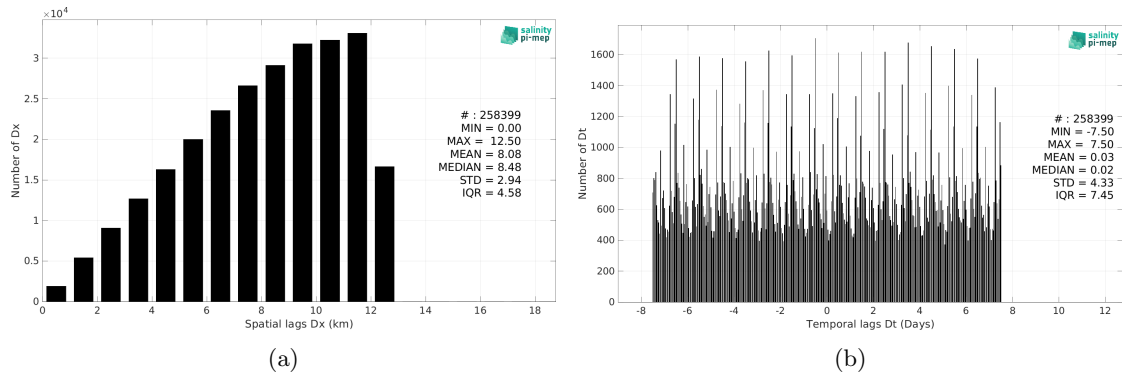 ×10^4
3
2.5
2
1.5
1
0.5
0
0 2 4 6 8 10 12 14 16 18
Number of Dx
Spatial lags Dx (km)
salinity
pi-mep
# : 258399
MIN = 0.00
MAX = 12.50
MEAN = 8.08
MEDIAN = 8.48
STD = 2.94
IQR = 4.58
(a)
1600
1400
1200
1000
800
600
400
200
0
-8 -6 -4 -2 0 2 4 6 8 10 12
Number of Dt
Temporal lags Dt (Days)
salinity
pi-mep
# : 258399
MIN = -7.50
MAX = 7.50
MEAN = 0.03
MEDIAN = 0.02
STD = 4.33
IQR = 7.45
(b)